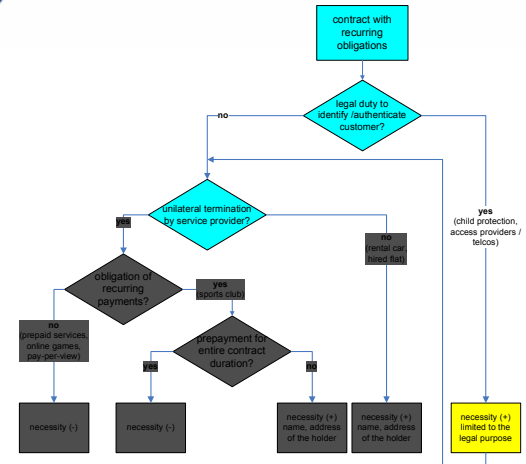 contract with
recurring
obligations
legal duty to
identify /authenticate
customer?
no
yes
(child protection,
access providers /
telcos)
unilateral termination
by service provider?
yes
no
(rental car,
hired flat)
obligation of
recurring
payments?
yes
(sports club)
no
(prepaid services,
online games,
pay-per-view)
prepayment for
entire contract
duration?
yes
no
necessity (-)
necessity (-)
necessity (+)
name, address
of the holder
necessity (+)
name, address
of the holder
necessity (+)
limited to the
legal purpose